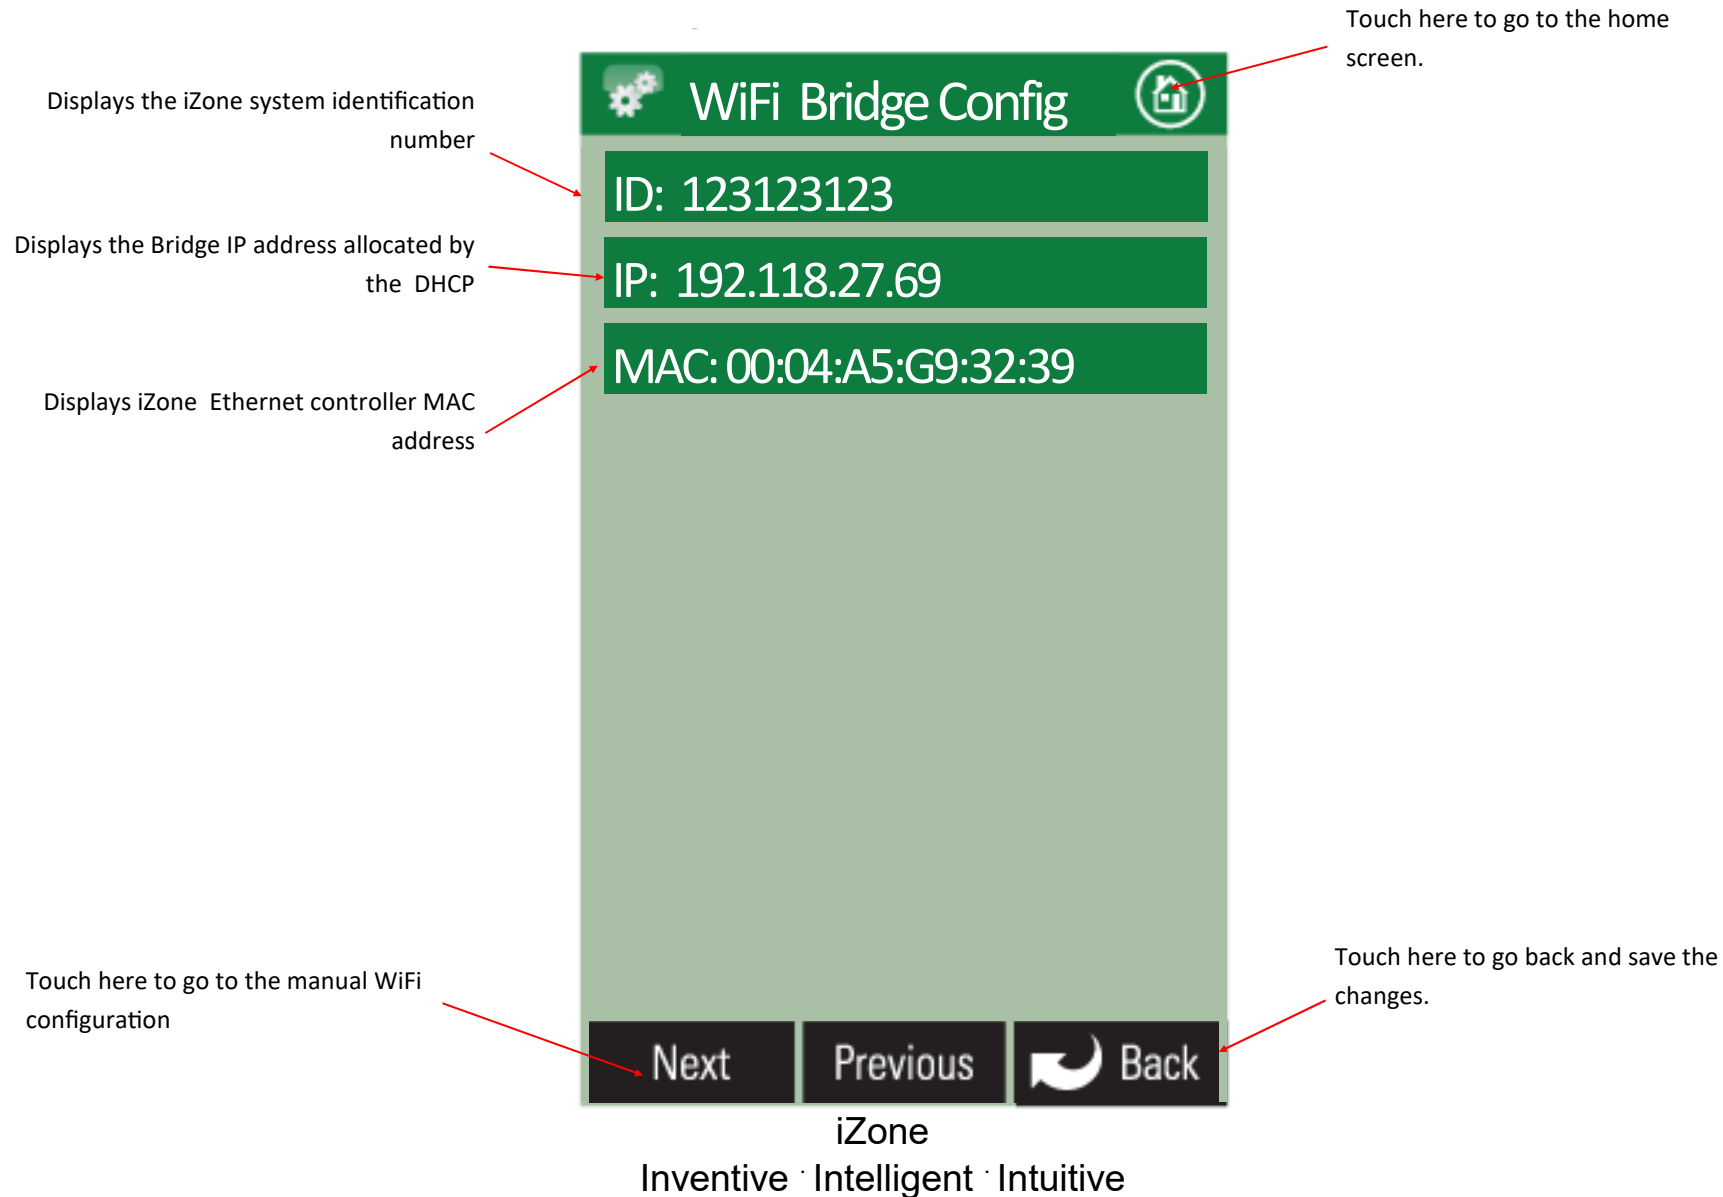 Touch here to go to the home
screen.
WiFi Bridge Config
Displays the iZone system identification
number
ID: 123123123
Displays the Bridge IP address allocated by
the DHCP
IP: 192.118.27.69
MAC: 00:04:A5:G9:32:39
Displays iZone Ethernet controller MAC
address
Touch here to go back and save the
changes.
Touch here to go to the manual WiFi
configuration
Next
Previous
Back
iZone
Inventive · Intelligent · Intuitive